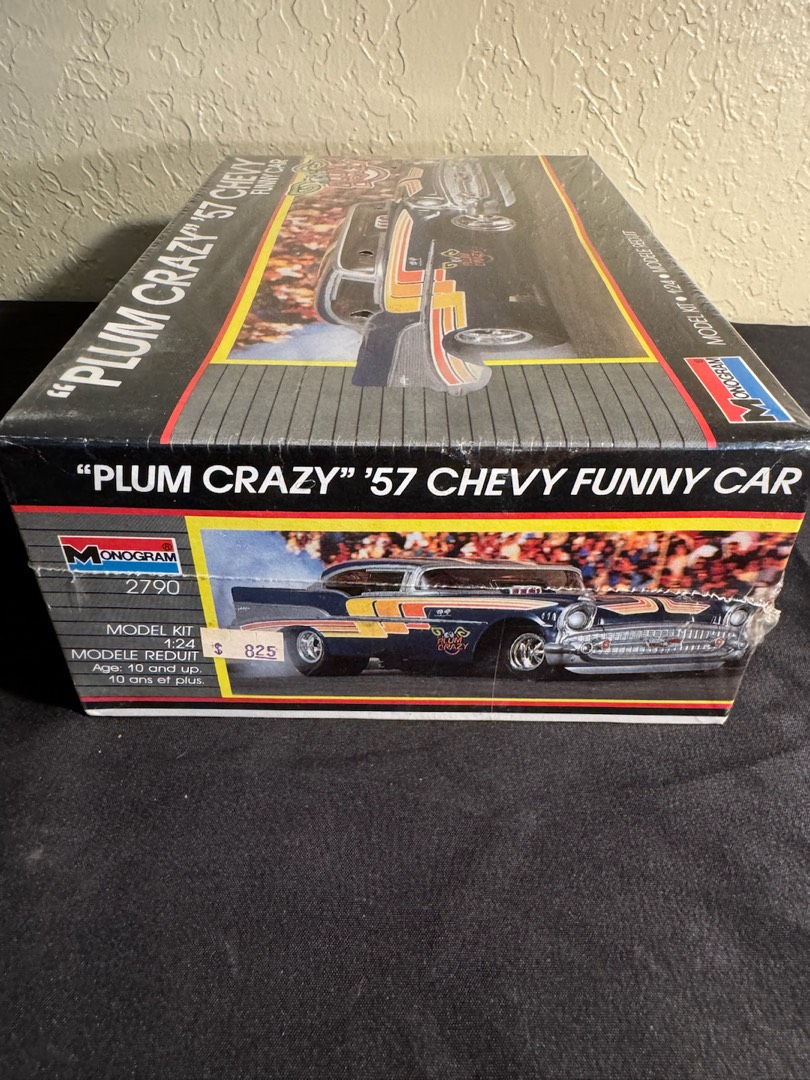 "PLUM CRAZY" '57 CHEVY
FUNNY CAR
PLUM
CRAZY
MODEL KIT • 1/24 • MODELE REDUIT
MONOGRAM
"PLUM CRAZY" '57 CHEVY FUNNY CAR
MONOGRAM®
2790
MODEL KIT
1:24
MODELE REDUIT
Age: 10 and up.
10 ans et plus.
$ 825
PLUM
CRAZY